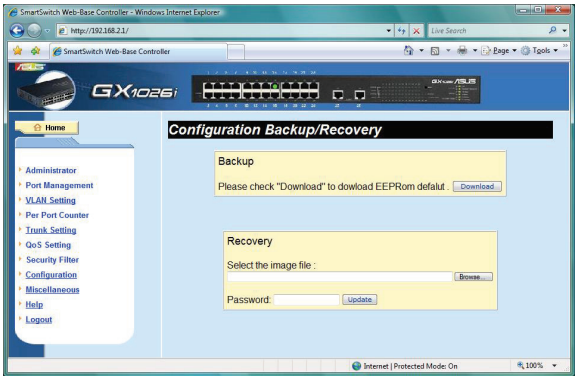 SmartSwitch Web-Base Controller - Windows Internet Explorer
http://192.168.2.1/
Live Search
SmartSwitch Web-Base Controller
Page
Tools
GX1026i
ASUS
Home
Configuration Backup/Recovery
Administrator
Port Management
VLAN Setting
Per Port Counter
Trunk Setting
QoS Setting
Security Filter
Configuration
Miscellaneous
Help
Logout
Backup
Please check "Download" to dowload EEPRom defalut .
Download
Recovery
Select the image file :
Browse...
Password:
Update
Internet | Protected Mode: On
100%